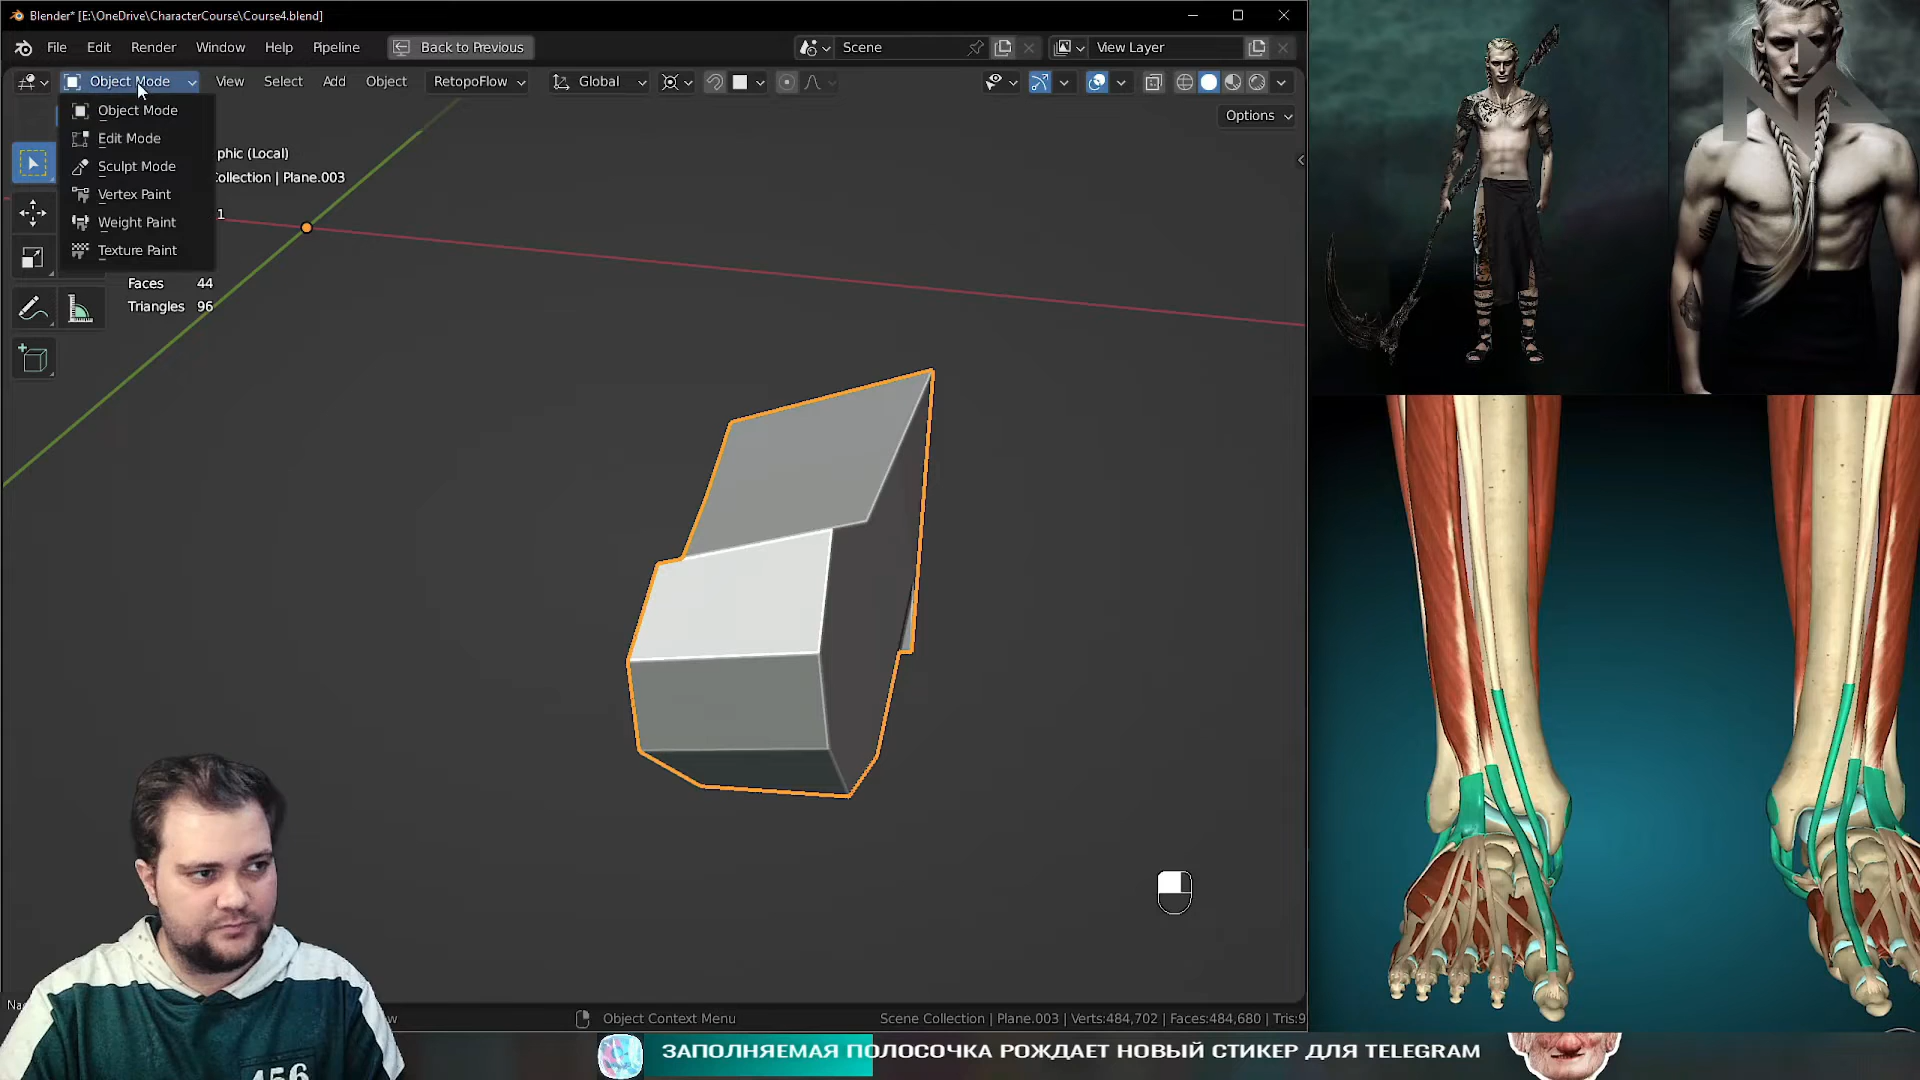 Blender* [E:\OneDrive\CharacterCourse\Course4.blend]
File Edit Render Window Help Pipeline Back to Previous Scene View Layer
Object Mode View Select Add Object RetopoFlow Global
Options
Object Mode
Edit Mode
Sculpt Mode
Vertex Paint
Weight Paint
Texture Paint
phic (Local)
ollection | Plane.003
1
Faces 44
Triangles 96
Object Context Menu
Scene Collection | Plane.003 | Verts:484,702 | Faces:484,680 | Tris:9
ЗАПОЛНЯЕМАЯ ПОЛОСОЧКА РОЖДАЕТ НОВЫЙ СТИКЕР ДЛЯ TELEGRAM
456